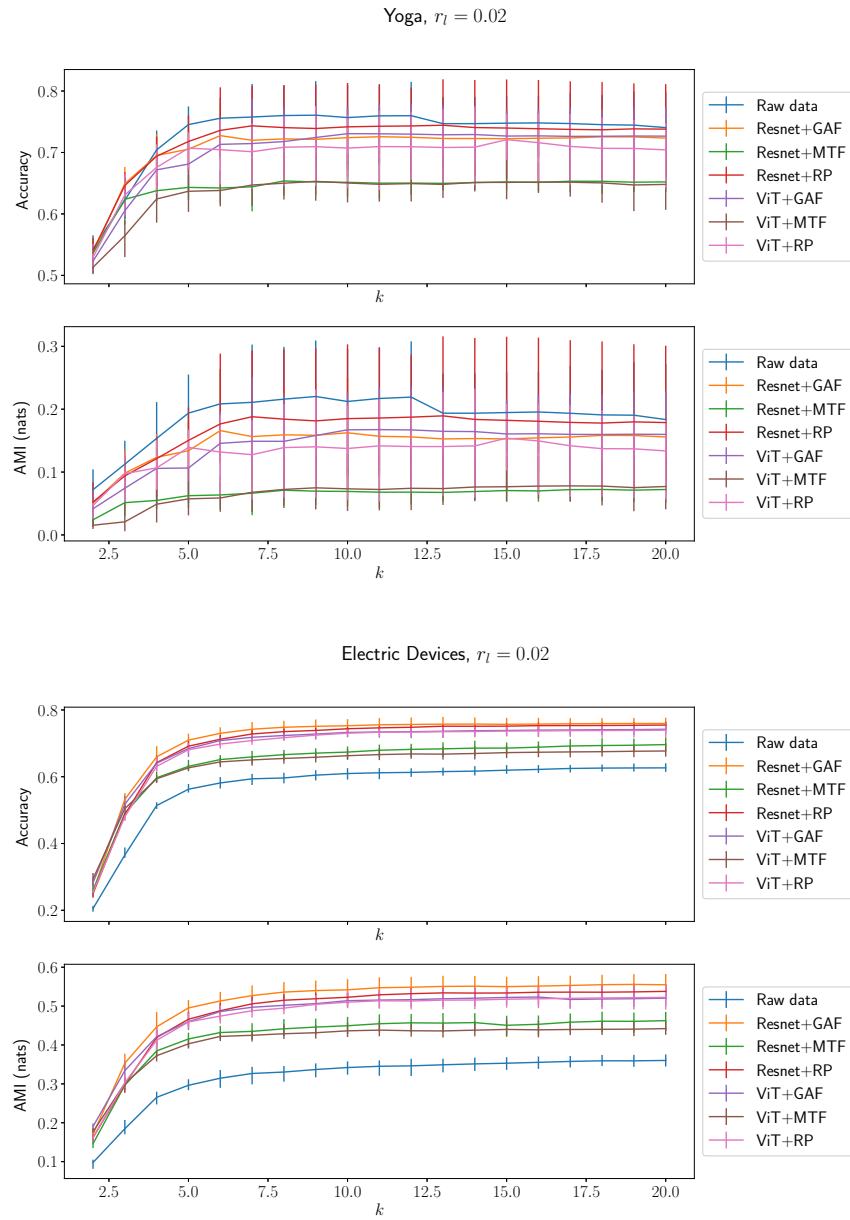 Yoga, $r_l = 0.02$
Accuracy
0.8
0.7
0.6
0.5
k
Raw data
Resnet+GAF
Resnet+MTF
Resnet+RP
ViT+GAF
ViT+MTF
ViT+RP
AMI (nats)
0.3
0.2
0.1
0.0
2.5 5.0 7.5 10.0 12.5 15.0 17.5 20.0
k
Raw data
Resnet+GAF
Resnet+MTF
Resnet+RP
ViT+GAF
ViT+MTF
ViT+RP
Electric Devices, $r_l = 0.02$
Accuracy
0.8
0.6
0.4
0.2
k
Raw data
Resnet+GAF
Resnet+MTF
Resnet+RP
ViT+GAF
ViT+MTF
ViT+RP
AMI (nats)
0.6
0.5
0.4
0.3
0.2
0.1
2.5 5.0 7.5 10.0 12.5 15.0 17.5 20.0
k
Raw data
Resnet+GAF
Resnet+MTF
Resnet+RP
ViT+GAF
ViT+MTF
ViT+RP